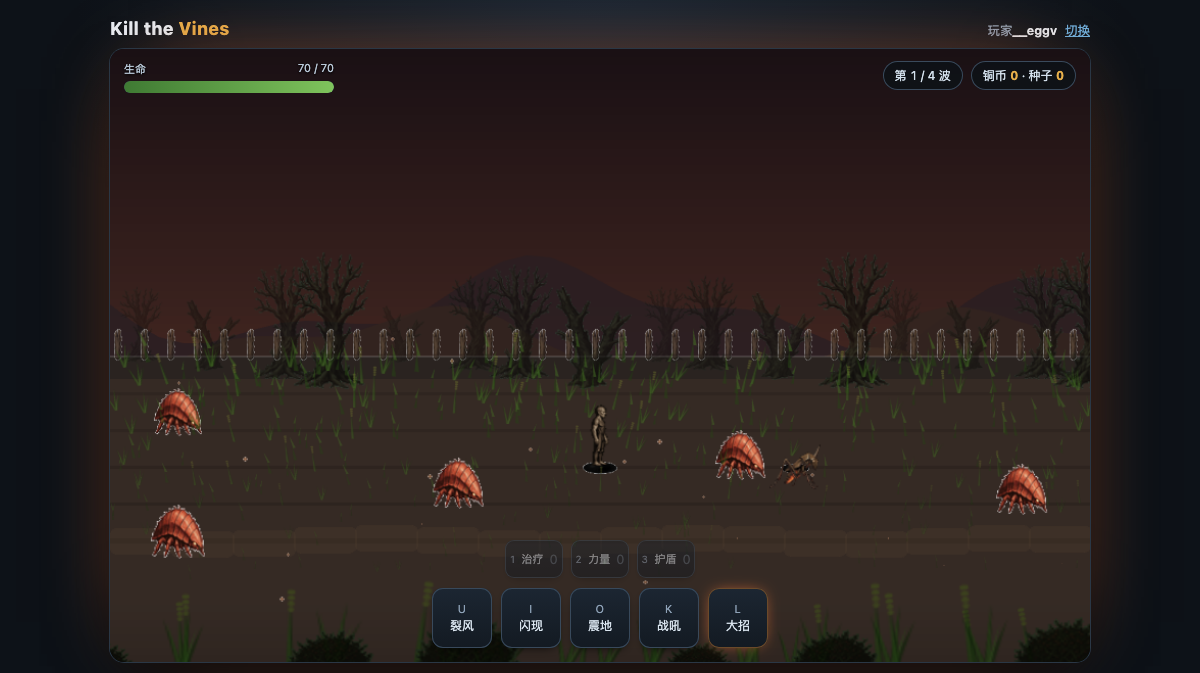 Kill the Vines
玩家__eggv 切换
生命 70 / 70
第 1 / 4 波 铜币 0 · 种子 0
1 治疗 0 2 力量 0 3 护盾 0
U I O K L
裂风 闪现 震地 战吼 大招